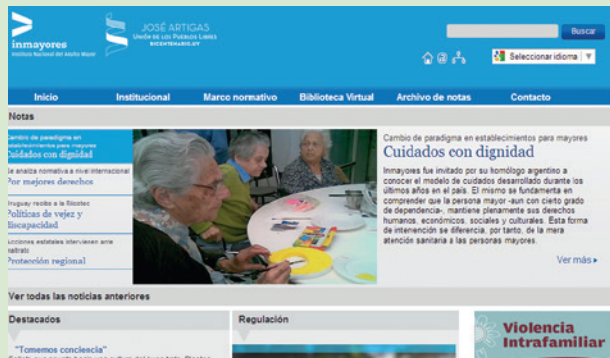 inmayores
Instituto Nacional del Adulto Mayor
JOSÉ ARTIGAS
UNIÓN DE LOS PUEBLOS LIBRES
BICENTENARIO.UY
Buscar
Seleccionar idioma
Inicio Institucional Marco normativo Biblioteca Virtual Archivo de notas Contacto
Notas
Cambio de paradigma en
establecimientos para mayores
Cuidados con dignidad
Se analiza normativa a nivel internacional
Por mejores derechos
Uruguay recibe a la
Políticas de vejez y
discapacidad
Acciones estatales intervienen ante
maltrato
Protección regional
Cambio de paradigma en establecimientos para mayores
Cuidados con dignidad
Inmayores fue invitado por su homólogo argentino a
conocer el modelo de cuidados desarrollado durante los
últimos años en el país. El mismo se fundamenta en
comprender que la persona mayor -aun con cierto grado
de dependencia-, mantiene plenamente sus derechos
humanos, económicos, sociales y culturales. Esta forma
de intervención se diferencia, por tanto, de la mera
atención sanitaria a las personas mayores.
Ver más
Ver todas las noticias anteriores
Destacados
Regulación
"Tomemos conciencia"
Violencia
Intrafamiliar